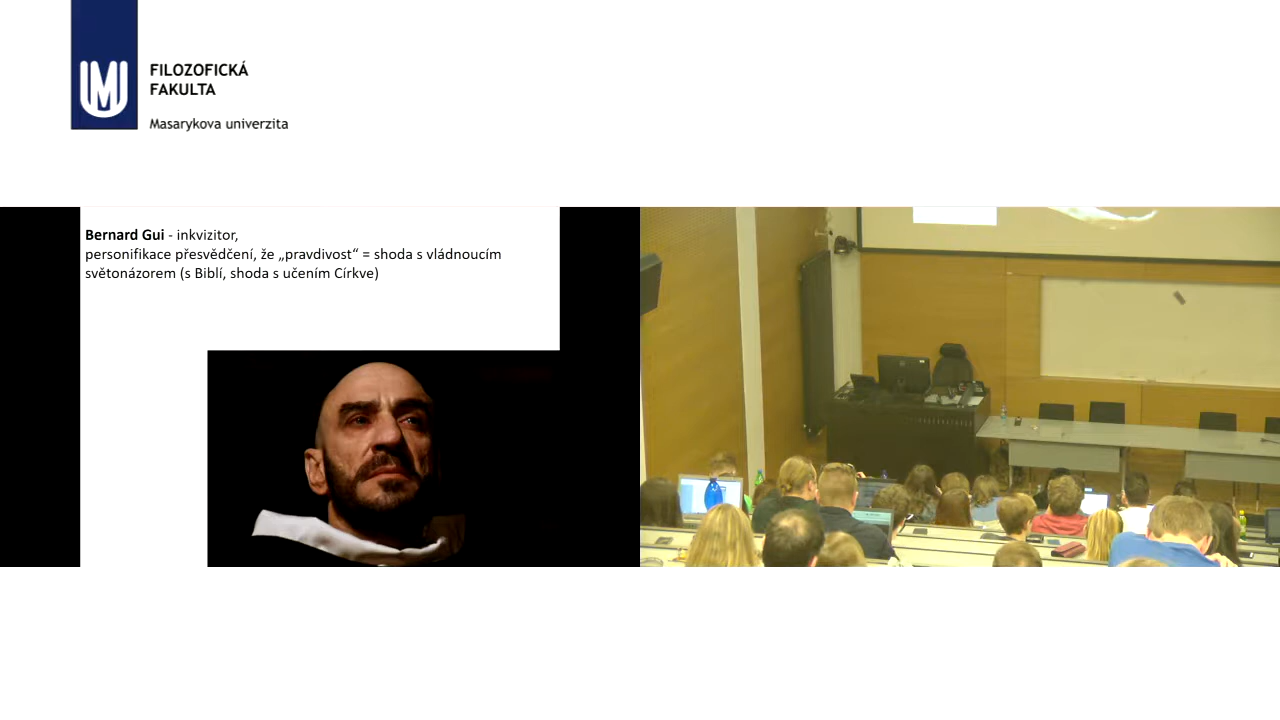 FILOZOFICKÁ
FAKULTA
Masarykova univerzita
Bernard Gui - inkvizitor,
personifikace přesvědčení, že „pravdivost“ = shoda s vládnoucím
světonázorem (s Biblí, shoda s učením Církve)